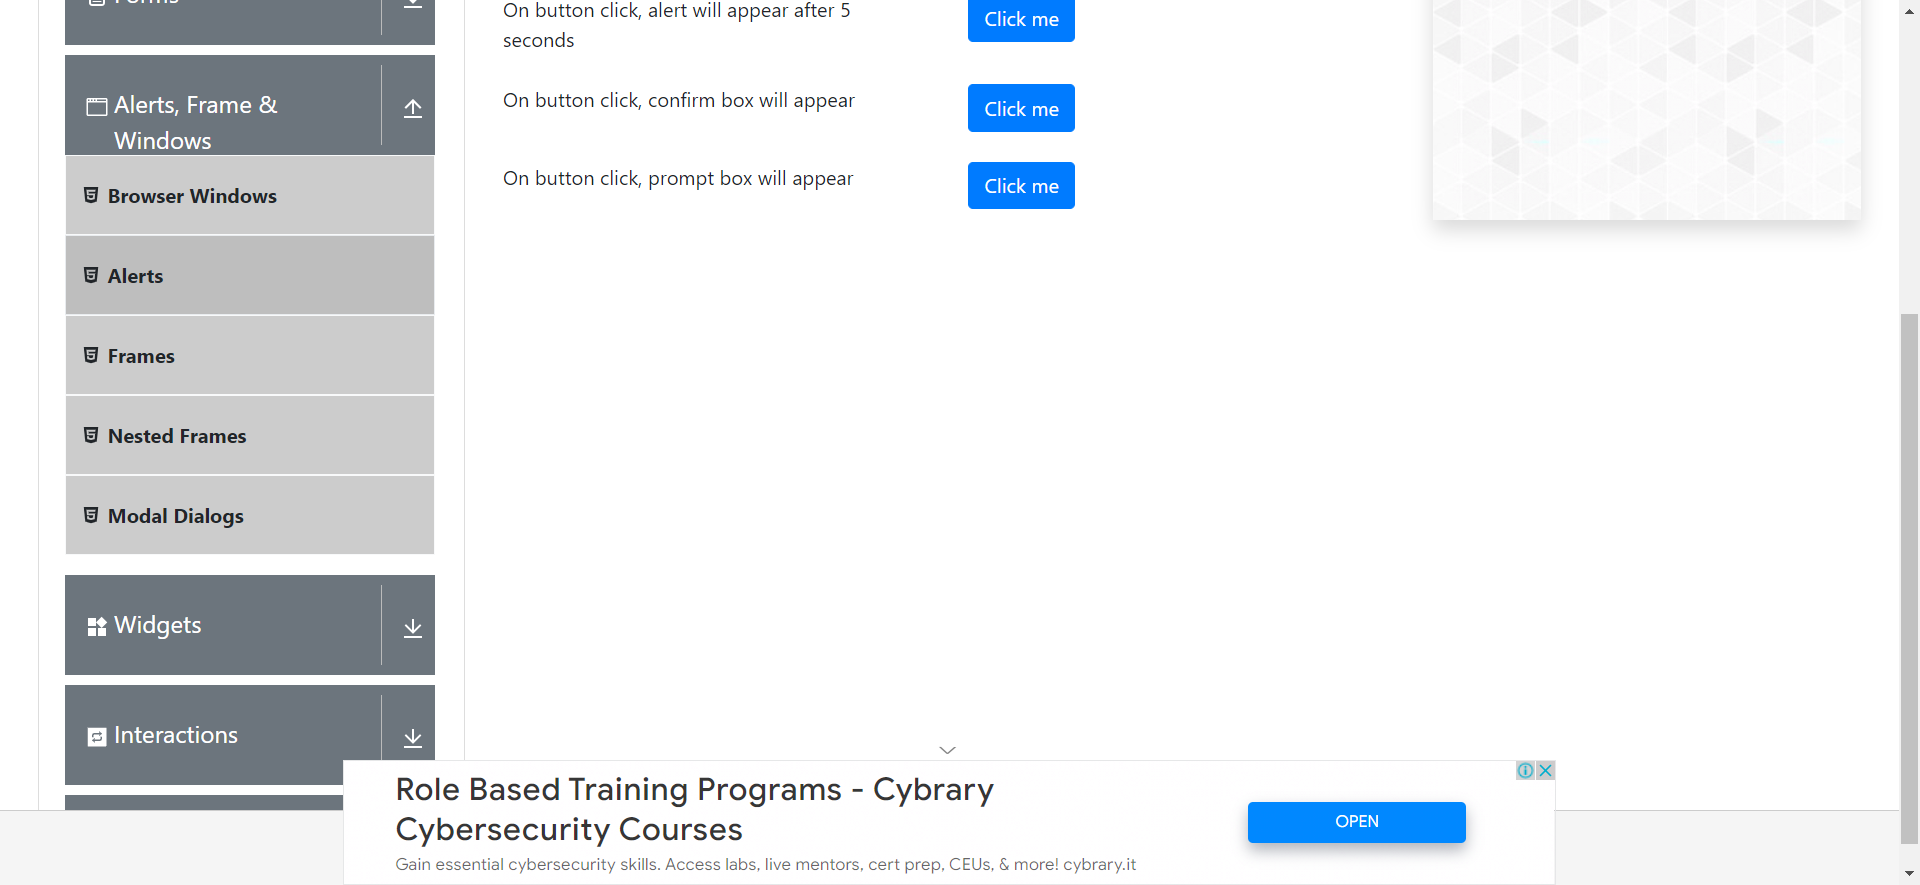 Forms
Alerts, Frame &
Windows
Browser Windows
Alerts
Frames
Nested Frames
Modal Dialogs
Widgets
Interactions
On button click, alert will appear after 5
seconds
Click me
On button click, confirm box will appear
Click me
On button click, prompt box will appear
Click me
Role Based Training Programs - Cybrary
Cybersecurity Courses
Gain essential cybersecurity skills. Access labs, live mentors, cert prep, CEUs, & more! cybrary.it
OPEN